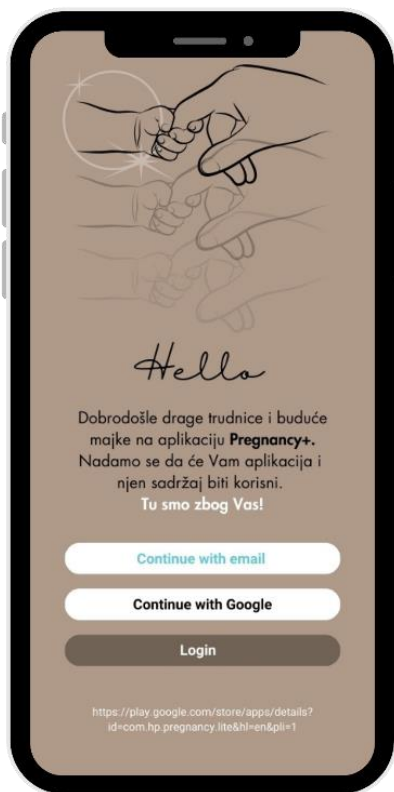 Hello
Dobrodošle drage trudnice i buduće
majke na aplikaciju Pregnancy+.
Nadamo se da će Vam aplikacija i
njen sadržaj biti korisni.
Tu smo zbog Vas!
Continue with email
Continue with Google
Login
https://play.google.com/store/apps/details?
id=com.hp.pregnancy.lite&hl=en&pli=1